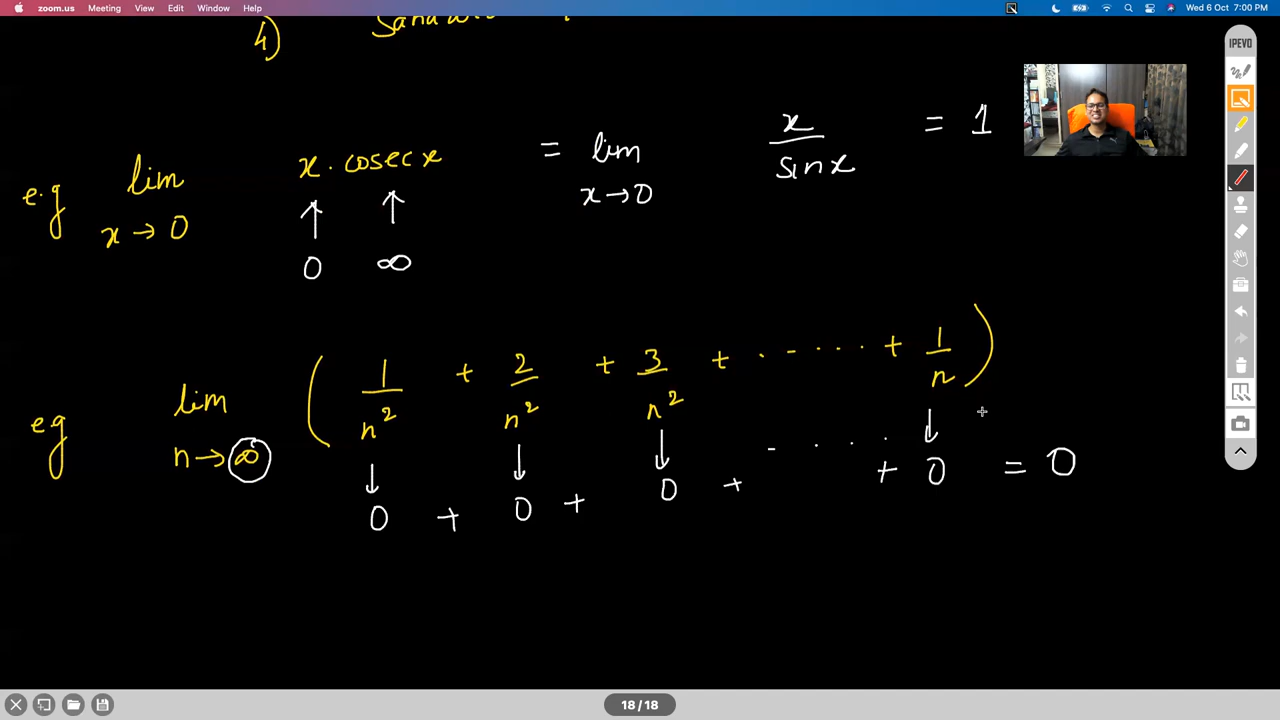 zoom.us Meeting View Edit Window Help Wed 6 Oct 7:00 PM
4)
IPEVO
e.g lim x→0 x · cosec x = lim x→0 x/sinx = 1
↑ ↑
0 ∞
eg lim n→∞ ( 1/n² + 2/n² + 3/n² + ..... + 1/n )
↓ ↓ ↓ ↓
0 + 0 + 0 + .... + 0 = 0
18 / 18